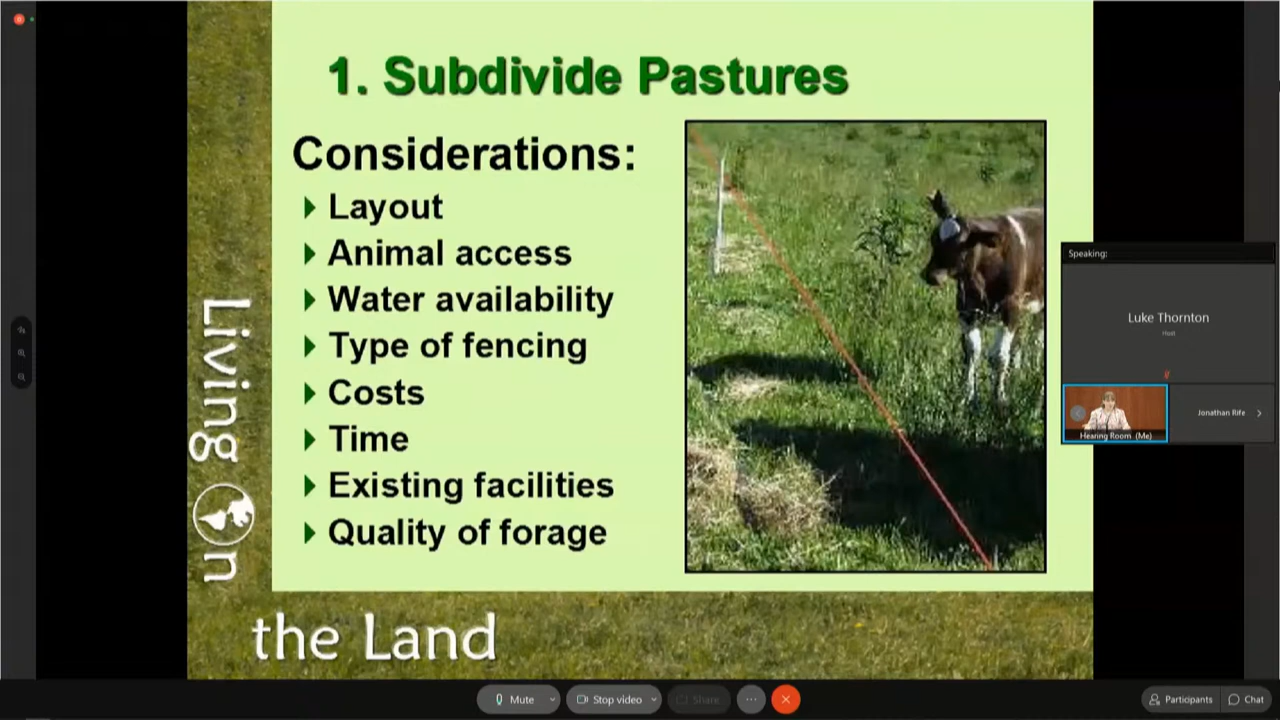 1. Subdivide Pastures
Considerations:
Layout
Animal access
Water availability
Type of fencing
Costs
Time
Existing facilities
Quality of forage
Living On
the Land
Speaking:
Luke Thornton
Host
Hearing Room (Me)
Jonathan Rife
Mute
Stop video
Share
Participants
Chat